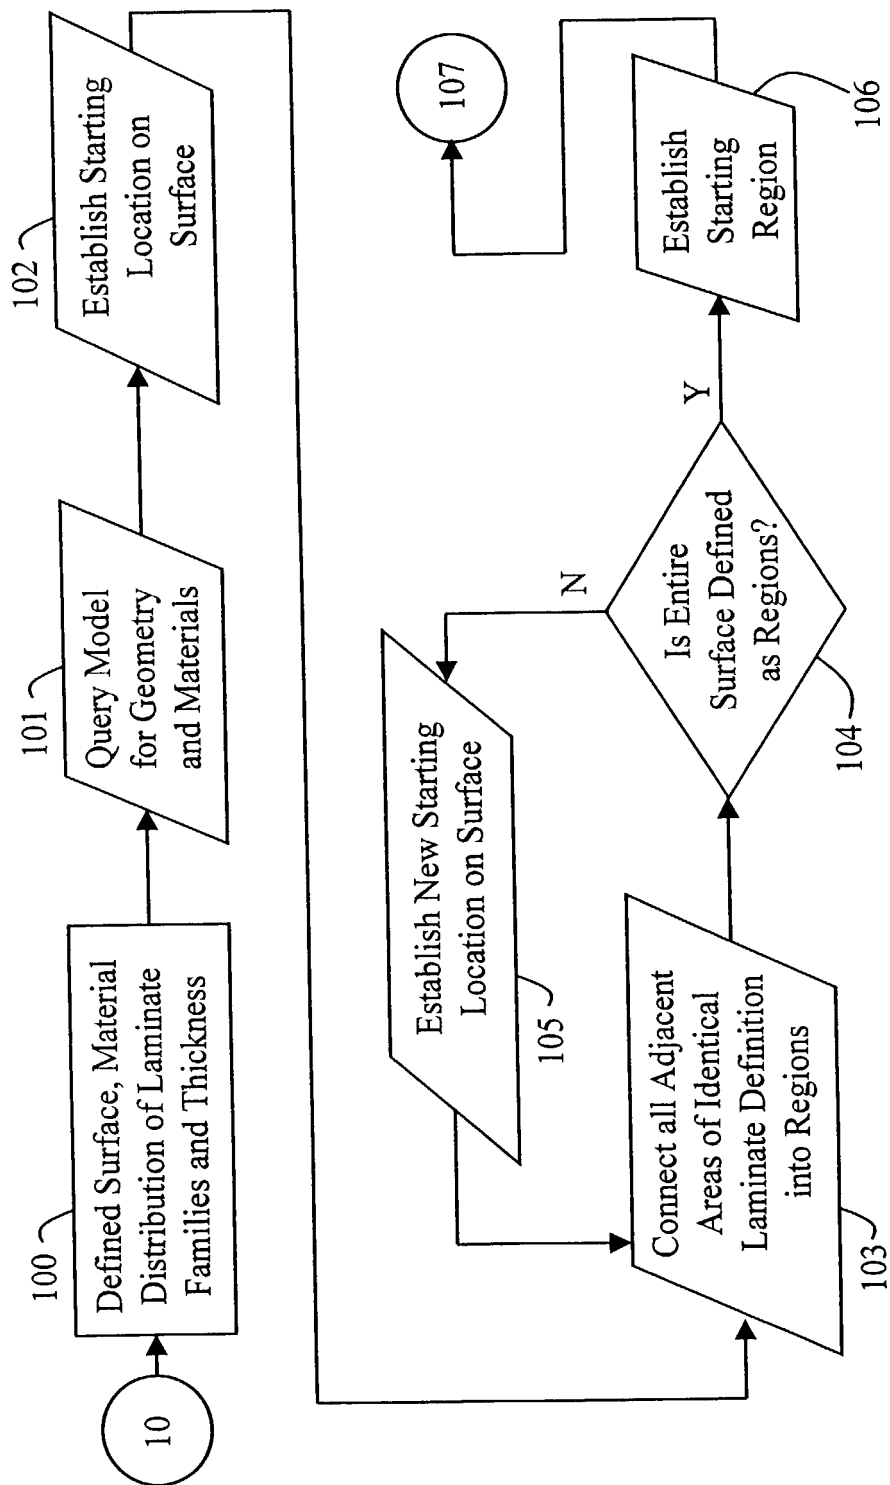 10
100
Defined Surface, Material
Distribution of Laminate
Families and Thickness
101
Query Model
for Geometry
and Materials
102
Establish Starting
Location on
Surface
103
Connect all Adjacent
Areas of Identical
Laminate Definition
into Regions
104
Is Entire
Surface Defined
as Regions?
N
105
Establish New Starting
Location on Surface
Y
106
Establish
Starting
Region
107